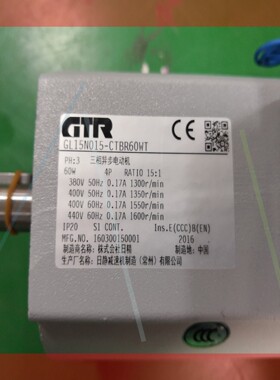 GTR
CE
GL15N015-CTBR60WT
PH:3 三相异步电动机
60W 4P RATIO 15:1
380V 50Hz 0.17A 1300r/min
400V 50Hz 0.17A 1350r/min
400V 60Hz 0.17A 1550r/min
440V 60Hz 0.17A 1600r/min
IP20 S1 CONT. Ins.E(CCC)B(EN)
MFG.NO. 160300150001 2016
制造商名称:株式会社日精 制造地:中国
生产厂名称:日静减速机制造(常州)有限公司
CCC